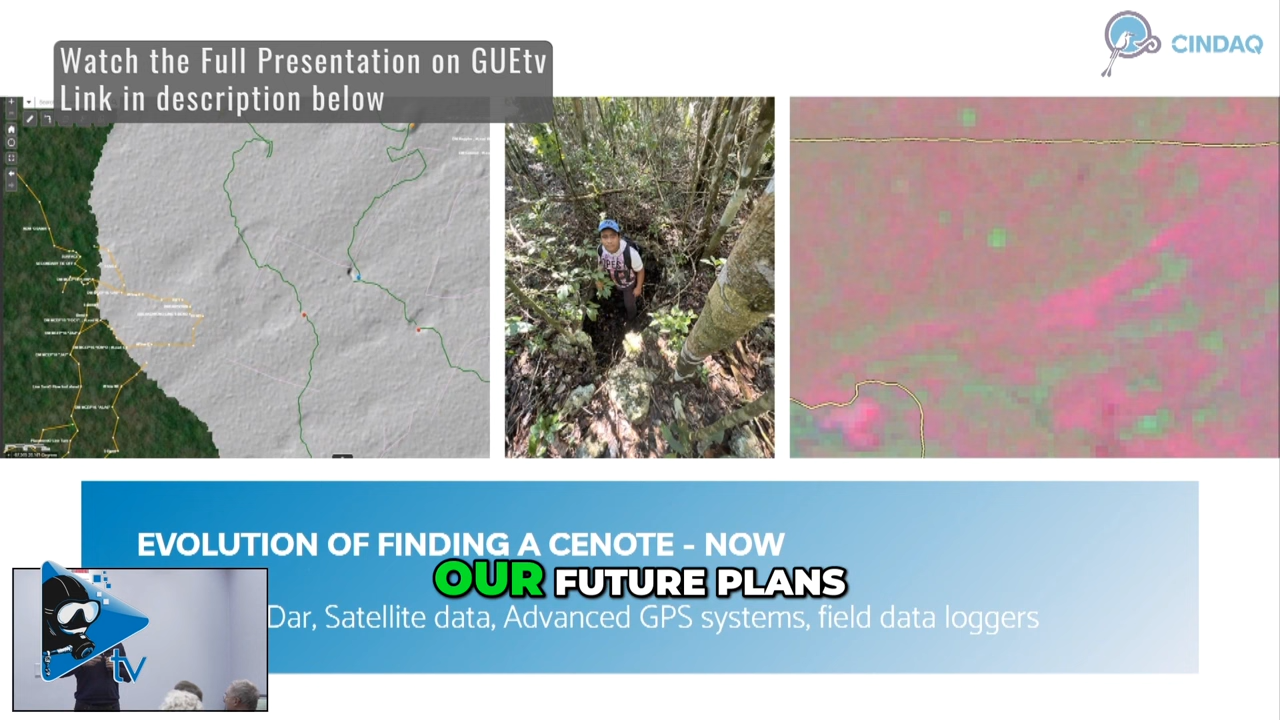 Watch the Full Presentation on GUEtv
Link in description below
CINDAQ
EVOLUTION OF FINDING A CENOTE - NOW
OUR FUTURE PLANS
Dar, Satellite data, Advanced GPS systems, field data loggers
tv